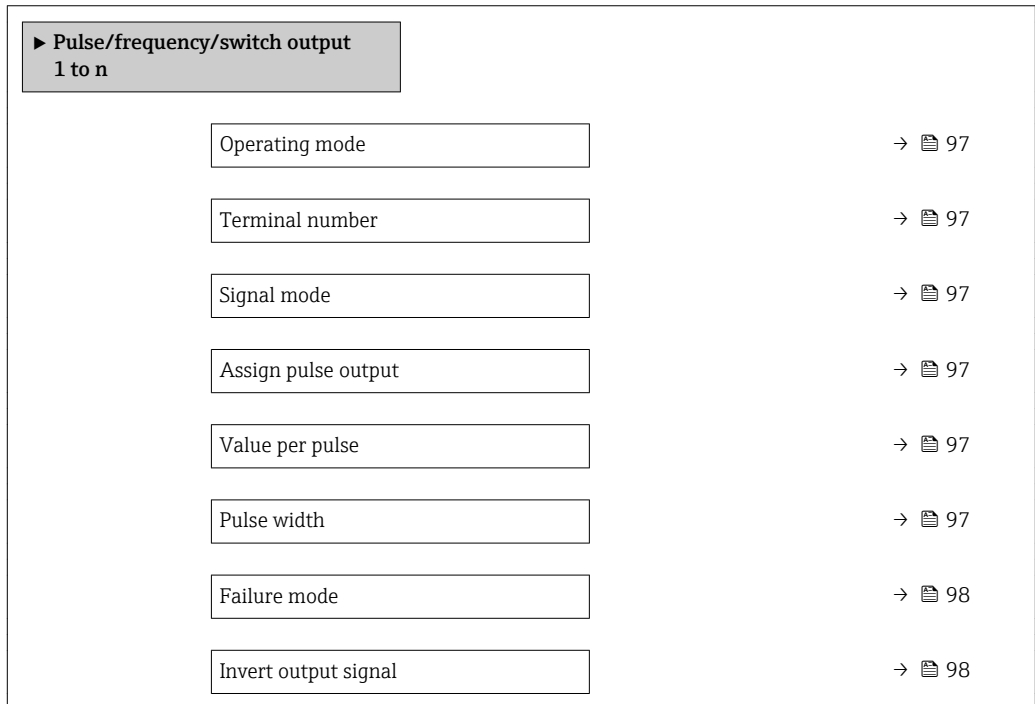 ▶ Pulse/frequency/switch output
1 to n
Operating mode → 97
Terminal number → 97
Signal mode → 97
Assign pulse output → 97
Value per pulse → 97
Pulse width → 97
Failure mode → 98
Invert output signal → 98